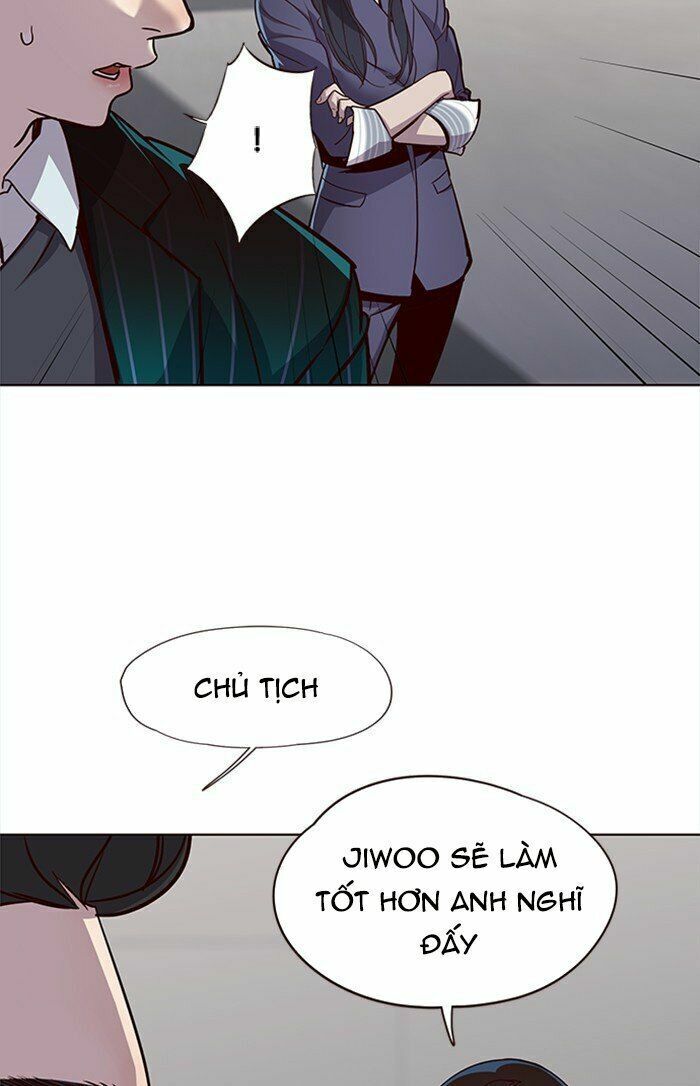 !
CHỦ TỊCH
JIWOO SẼ LÀM
TỐT HƠN ANH NGHĨ
ĐẤY